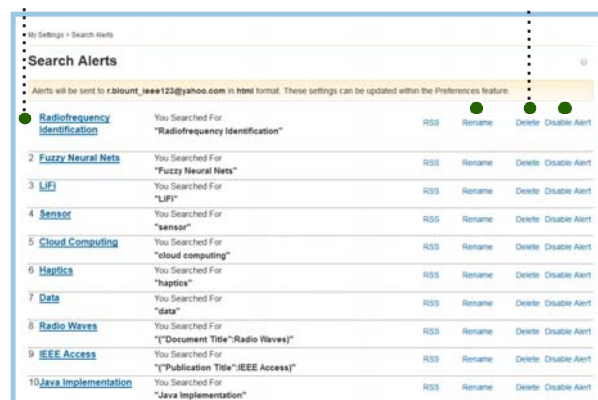 My Settings > Search Alerts
Search Alerts
Alerts will be sent to r.blount_ieee123@yahoo.com in html format. These settings can be updated within the Preferences feature.
Radiofrequency Identification You Searched For "Radiofrequency Identification" RSS Rename Delete Disable Alert
2 Fuzzy Neural Nets You Searched For "Fuzzy Neural Nets" RSS Rename Delete Disable Alert
3 LiFi You Searched For "LiFi" RSS Rename Delete Disable Alert
4 Sensor You Searched For "sensor" RSS Rename Delete Disable Alert
5 Cloud Computing You Searched For "cloud computing" RSS Rename Delete Disable Alert
6 Haptics You Searched For "haptics" RSS Rename Delete Disable Alert
7 Data You Searched For "data" RSS Rename Delete Disable Alert
8 Radio Waves You Searched For "("Document Title":Radio Waves)" RSS Rename Delete Disable Alert
9 IEEE Access You Searched For "("Publication Title":IEEE Access)" RSS Rename Delete Disable Alert
10 Java Implementation You Searched For "Java Implementation" RSS Rename Delete Disable Alert